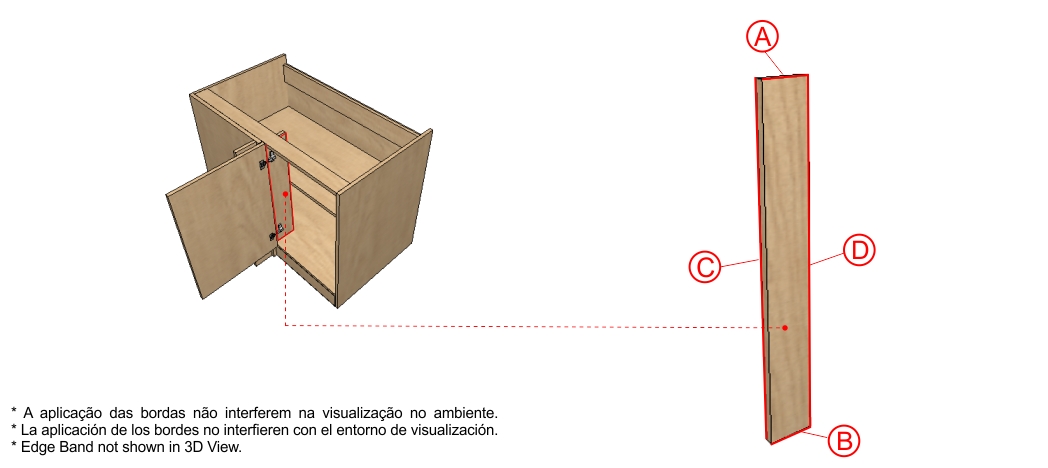 A
D
C
B
* A aplicação das bordas não interferem na visualização no ambiente.
* La aplicación de los bordes no interfieren con el entorno de visualización.
* Edge Band not shown in 3D View.